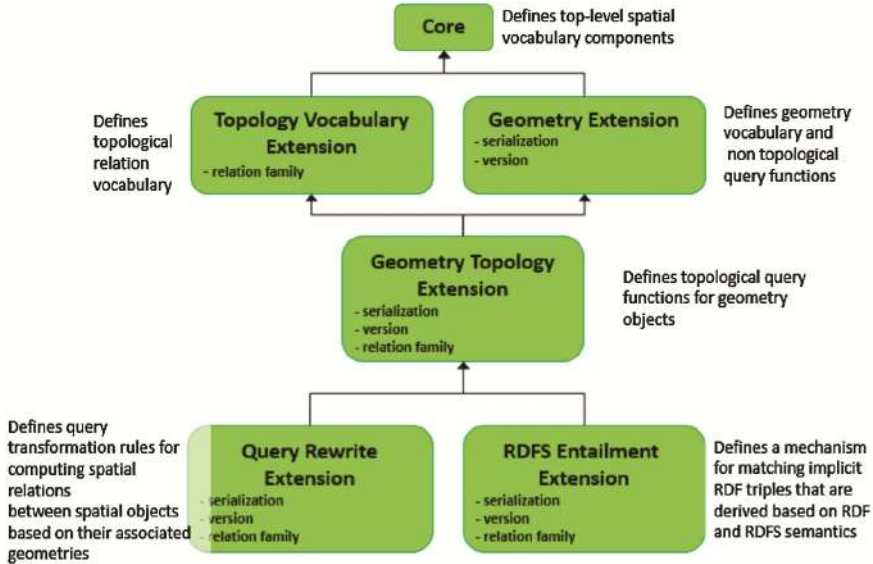 Core
Defines top-level spatial
vocabulary components
Defines
topological
relation
vocabulary
Topology Vocabulary
Extension
- relation family
Geometry Extension
- serialization
- version
Defines geometry
vocabulary and
non topological
query functions
Geometry Topology
Extension
- serialization
- version
- relation family
Defines topological query
functions for geometry
objects
Defines query
transformation rules for
computing spatial
relations
between spatial objects
based on their associated
geometries
Query Rewrite
Extension
- serialization
- version
- relation family
RDFS Entailment
Extension
- serialization
- version
- relation family
Defines a mechanism
for matching implicit
RDF triples that are
derived based on RDF
and RDFS semantics